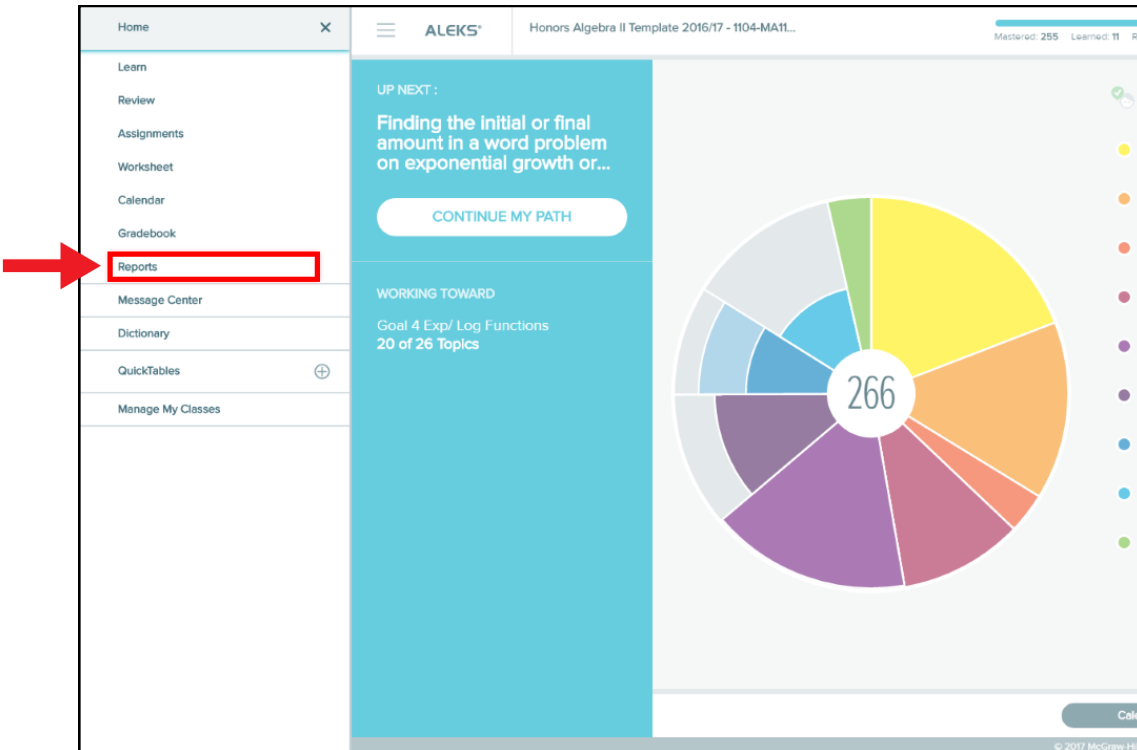 Home
ALEKS®
Honors Algebra II Template 2016/17 - 1104-MA11...
Mastered: 255 Learned: 11 R
Learn
Review
Assignments
Worksheet
Calendar
Gradebook
Reports
Message Center
Dictionary
QuickTables
Manage My Classes
UP NEXT :
Finding the initial or final
amount in a word problem
on exponential growth or...
CONTINUE MY PATH
WORKING TOWARD
Goal 4 Exp/ Log Functions
20 of 26 Topics
266
Calc
© 2017 McGraw-Hi